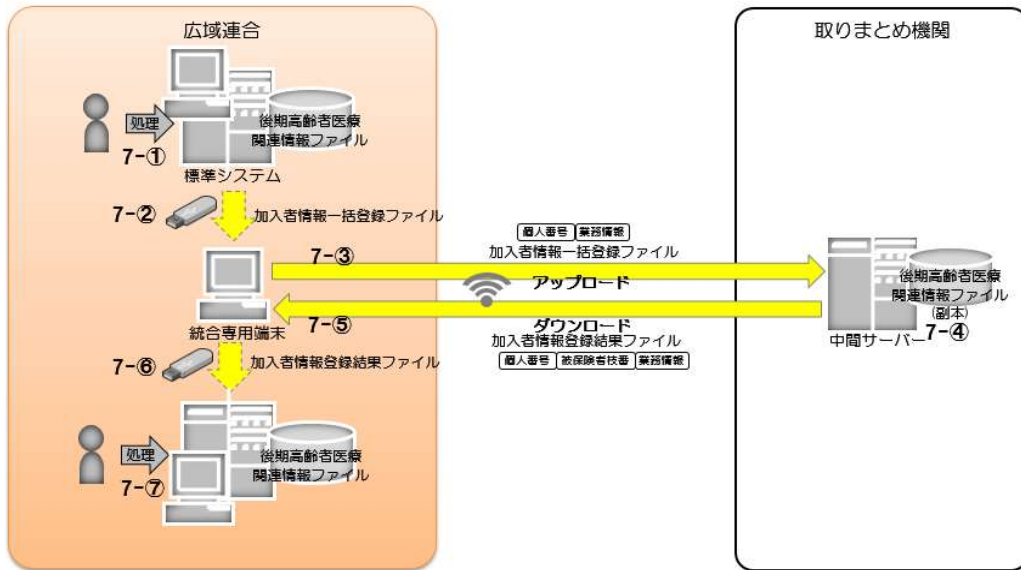 広域連合
取りまとめ機関
処理
7-①
後期高齢者医療
関連情報ファイル
標準システム
7-②
加入者情報一括登録ファイル
7-③
個人番号 業務情報
加入者情報一括登録ファイル
アップロード
後期高齢者医療
関連情報ファイル
(副本)
7-④
中間サーバー
統合専用端末
7-⑤
ダウンロード
加入者情報登録結果ファイル
個人番号 被保険者枝番 業務情報
7-⑥
加入者情報登録結果ファイル
処理
7-⑦
後期高齢者医療
関連情報ファイル